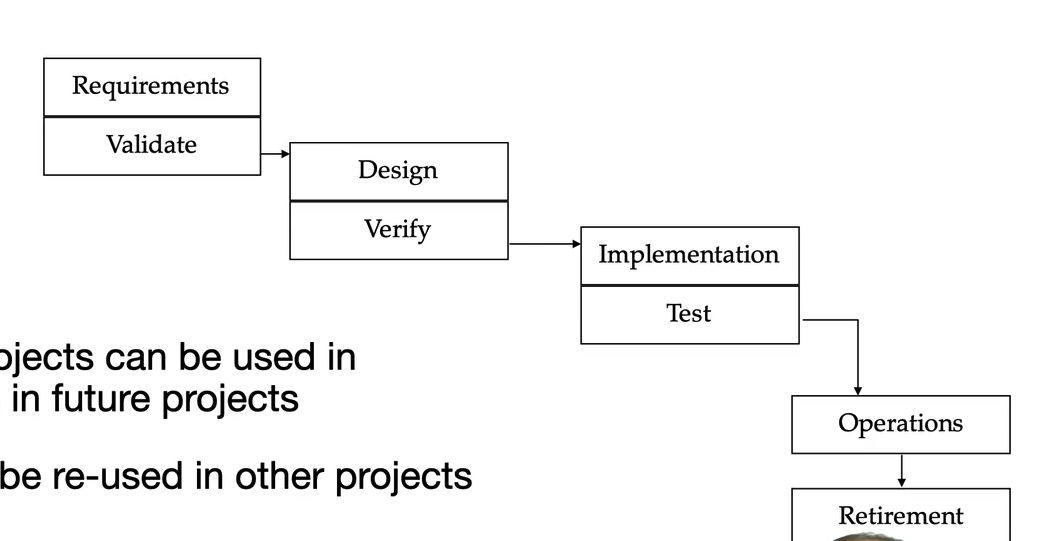 Requirements
Validate
Design
Verify
Implementation
Test
ojects can be used in
in future projects
be re-used in other projects
Operations
Retirement